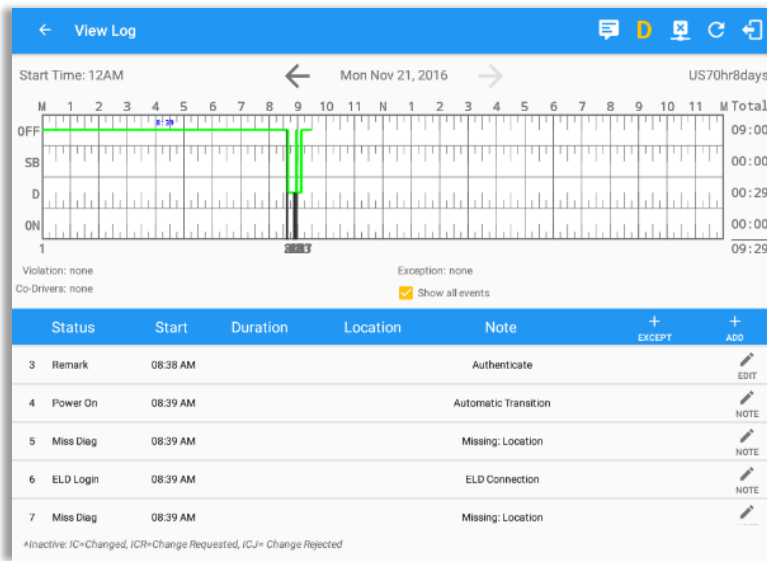 View Log
D
Start Time: 12AM
Mon Nov 21, 2016
US70hr8days
M 1 2 3 4 5 6 7 8 9 10 11 N 1 2 3 4 5 6 7 8 9 10 11 M Total
OFF 8:39 09:00
SB 00:00
D 00:29
ON 00:00
1 09:29
Violation: none
Exception: none
Co-Drivers: none
Show all events
Status Start Duration Location Note + EXCEPT + ADD
3 Remark 08:38 AM Authenticate EDIT
4 Power On 08:39 AM Automatic Transition NOTE
5 Miss Diag 08:39 AM Missing: Location NOTE
6 ELD Login 08:39 AM ELD Connection NOTE
7 Miss Diag 08:39 AM Missing: Location
+Inactive: IC=Changed, ICR=Change Requested, ICJ= Change Rejected